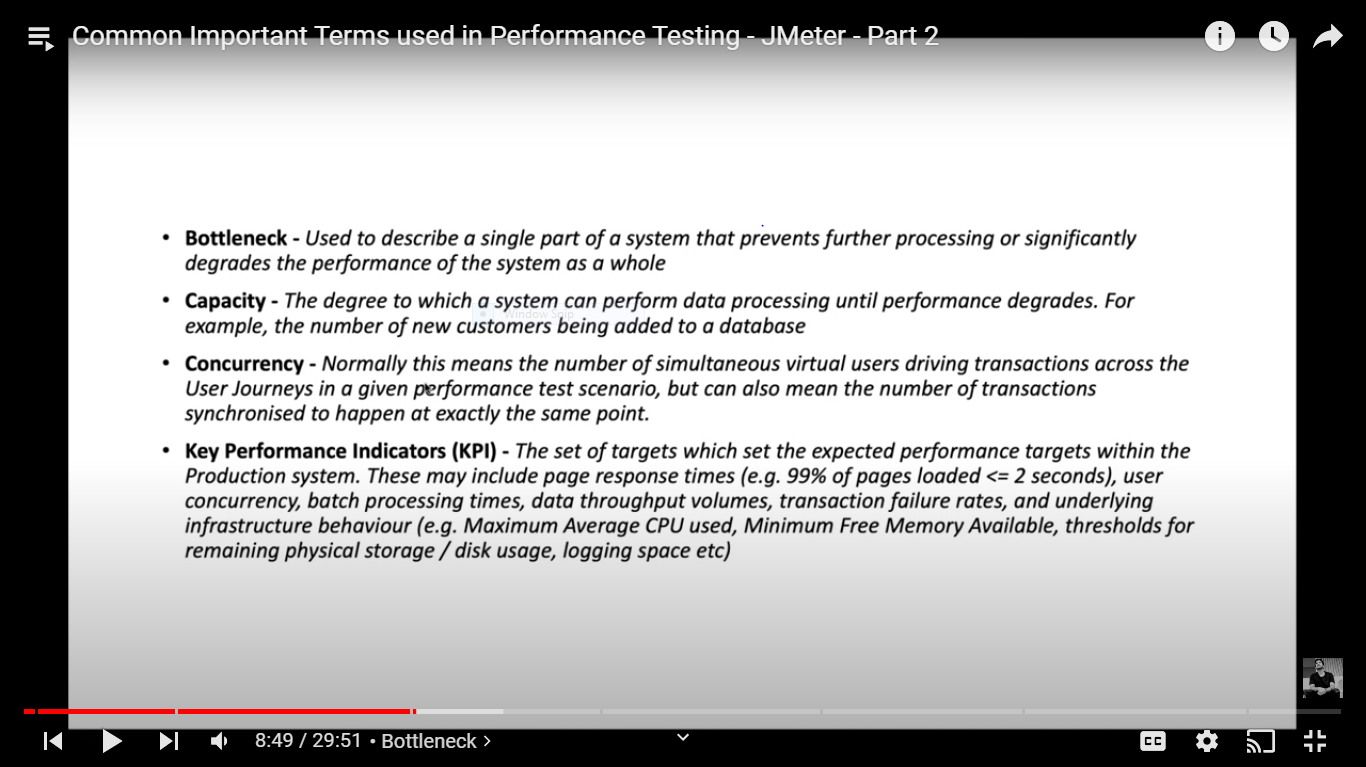 Common Important Terms used in Performance Testing - JMeter - Part 2
• Bottleneck - Used to describe a single part of a system that prevents further processing or significantly
degrades the performance of the system as a whole
• Capacity - The degree to which a system can perform data processing until performance degrades. For
example, the number of new customers being added to a database
Window Snip
• Concurrency - Normally this means the number of simultaneous virtual users driving transactions across the
User Journeys in a given performance test scenario, but can also mean the number of transactions
synchronised to happen at exactly the same point.
• Key Performance Indicators (KPI) - The set of targets which set the expected performance targets within the
Production system. These may include page response times (e.g. 99% of pages loaded <= 2 seconds), user
concurrency, batch processing times, data throughput volumes, transaction failure rates, and underlying
infrastructure behaviour (e.g. Maximum Average CPU used, Minimum Free Memory Available, thresholds for
remaining physical storage / disk usage, logging space etc)
8:49 / 29:51 • Bottleneck >
CC